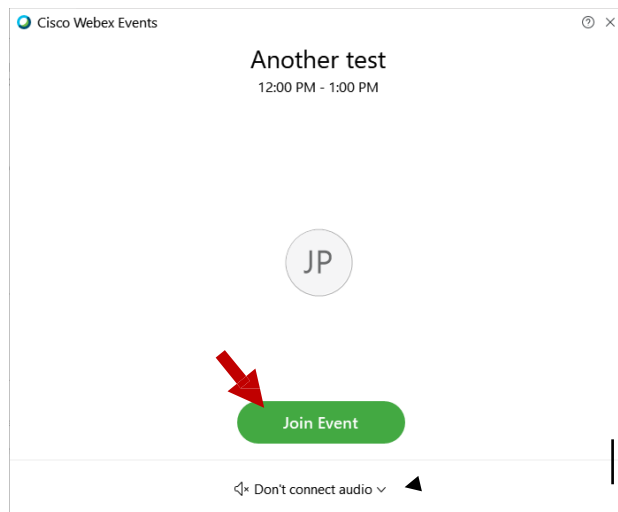 Cisco Webex Events
Another test
12:00 PM - 1:00 PM
JP
Join Event
Don't connect audio